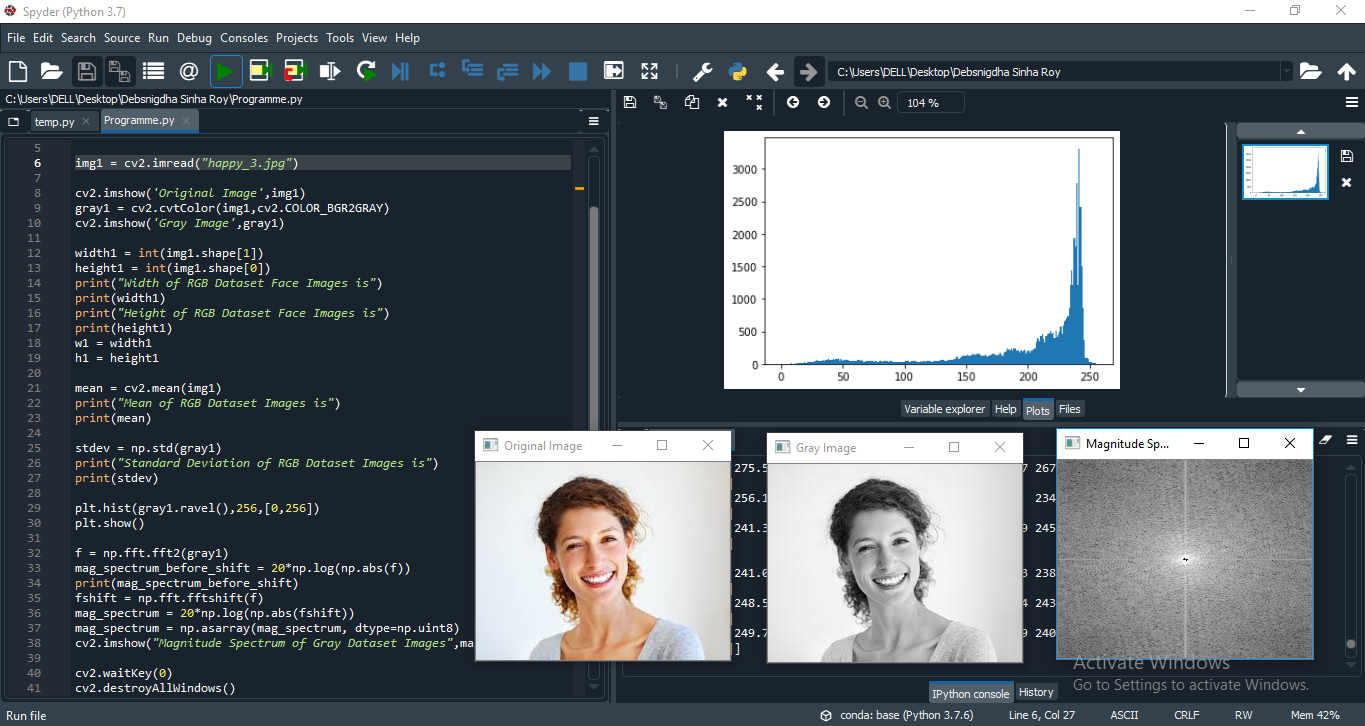 Spyder (Python 3.7)
File Edit Search Source Run Debug Consoles Projects Tools View Help
C:\Users\DELL\Desktop\Debsnigdha Sinha Roy
C:\Users\DELL\Desktop\Debsnigdha Sinha Roy\Programme.py
temp.py Programme.py
5
6 img1 = cv2.imread("happy_3.jpg")
7
8 cv2.imshow('Original Image',img1)
9 gray1 = cv2.cvtColor(img1,cv2.COLOR_BGR2GRAY)
10 cv2.imshow('Gray Image',gray1)
11
12 width1 = int(img1.shape[1])
13 height1 = int(img1.shape[0])
14 print("Width of RGB Dataset Face Images is")
15 print(width1)
16 print("Height of RGB Dataset Face Images is")
17 print(height1)
18 w1 = width1
19 h1 = height1
20
21 mean = cv2.mean(img1)
22 print("Mean of RGB Dataset Images is")
23 print(mean)
24
25 stdev = np.std(gray1)
26 print("Standard Deviation of RGB Dataset Images is")
27 print(stdev)
28
29 plt.hist(gray1.ravel(),256,[0,256])
30 plt.show()
31
32 f = np.fft.fft2(gray1)
33 mag_spectrum_before_shift = 20*np.log(np.abs(f))
34 print(mag_spectrum_before_shift)
35 fshift = np.fft.fftshift(f)
36 mag_spectrum = 20*np.log(np.abs(fshift))
37 mag_spectrum = np.asarray(mag_spectrum, dtype=np.uint8)
38 cv2.imshow("Magnitude Spectrum of Gray Dataset Images",ma
39
40 cv2.waitKey(0)
41 cv2.destroyAllWindows()
104 %
3000
2500
2000
1500
1000
500
0
0 50 100 150 200 250
Variable explorer Help Plots Files
Original Image
Gray Image
Magnitude Sp...
275.5 7 267
256.1 234
241.3 9 245
241.0 3 238
248.5 4 243
249.7 9 240
]
Activate Windows
Go to Settings to activate Windows.
IPython console History
Run file
conda: base (Python 3.7.6) Line 6, Col 27 ASCII CRLF RW Mem 42%